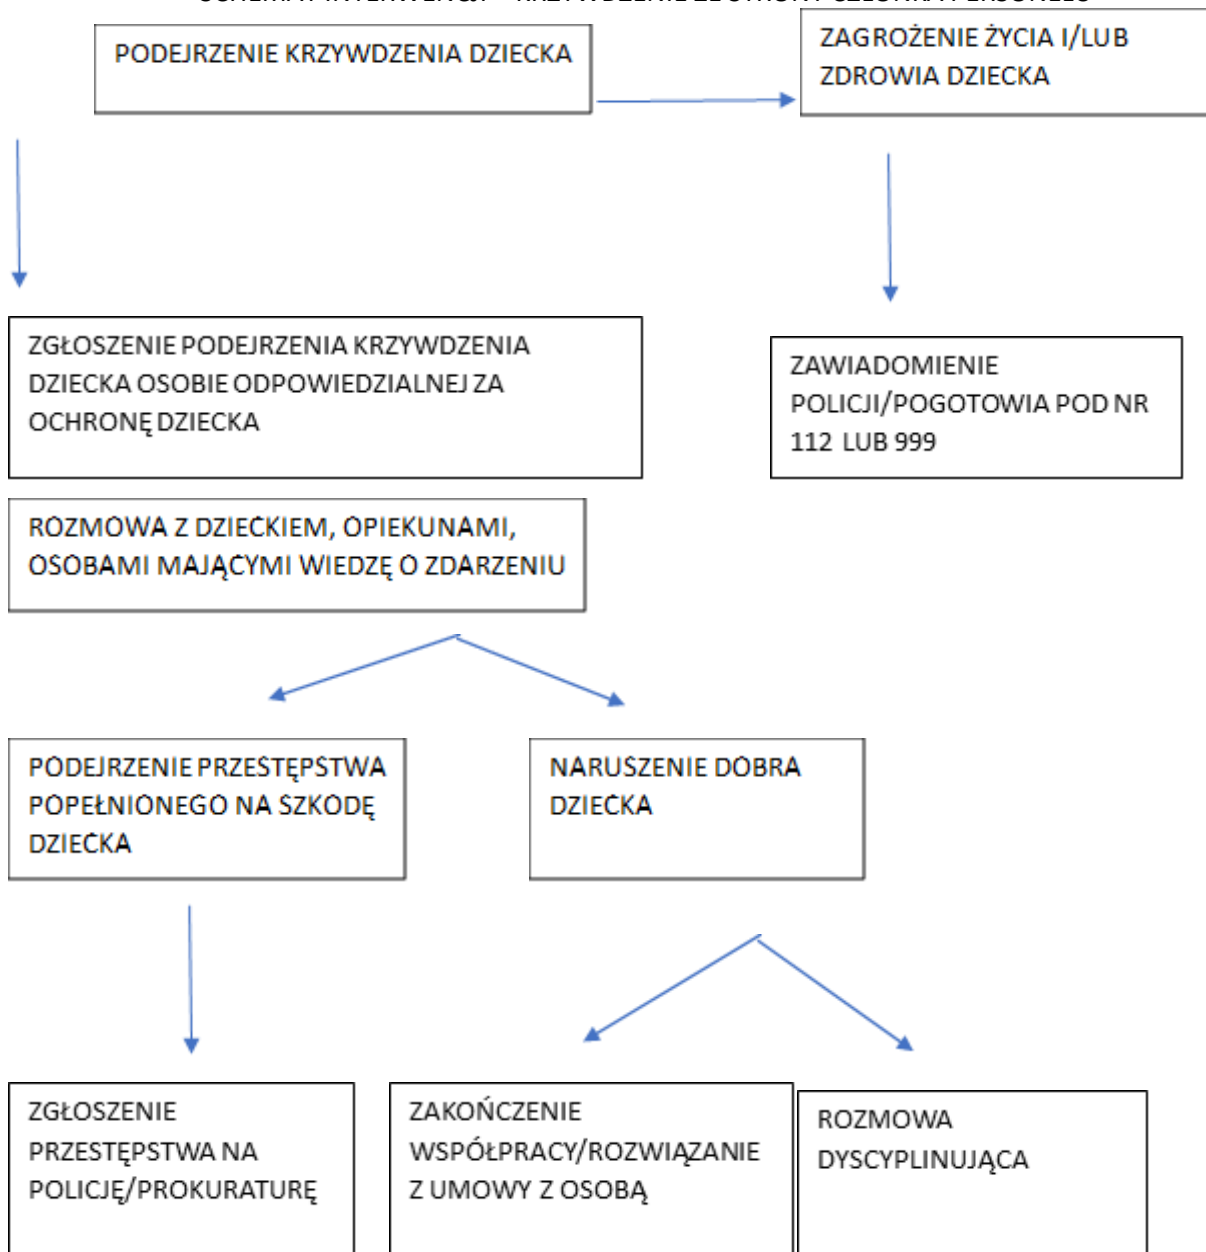 PODEJRZENIE KRZYWDZENIA DZIECKA
ZAGROŻENIE ŻYCIA I/LUB
ZDROWIA DZIECKA
ZGŁOSZENIE PODEJRZENIA KRZYWDZENIA
DZIECKA OSOBIE ODPOWIEDZIALNEJ ZA
OCHRONĘ DZIECKA
ZAWIADOMIENIE
POLICJI/POGOTOWIA POD NR
112 LUB 999
ROZMOWA Z DZIEĆKIEM, OPIEKUNAMI,
OSOBAMI MAJĄCYMI WIEDZĘ O ZDARZENIU
PODEJRZENIE PRZESTĘPSTWA
POPEŁNIONEGO NA SZKODĘ
DZIECKA
NARUSZENIE DOBRA
DZIECKA
ZGŁOSZENIE
PRZESTĘPSTWA NA
POLICJĘ/PROKURATURĘ
ZAKOŃCZENIE
WSPÓŁPRACY/ROZWIĄZANIE
Z UMOWY Z OSOBĄ
ROZMOWA
DYSCYPLINUJĄCA